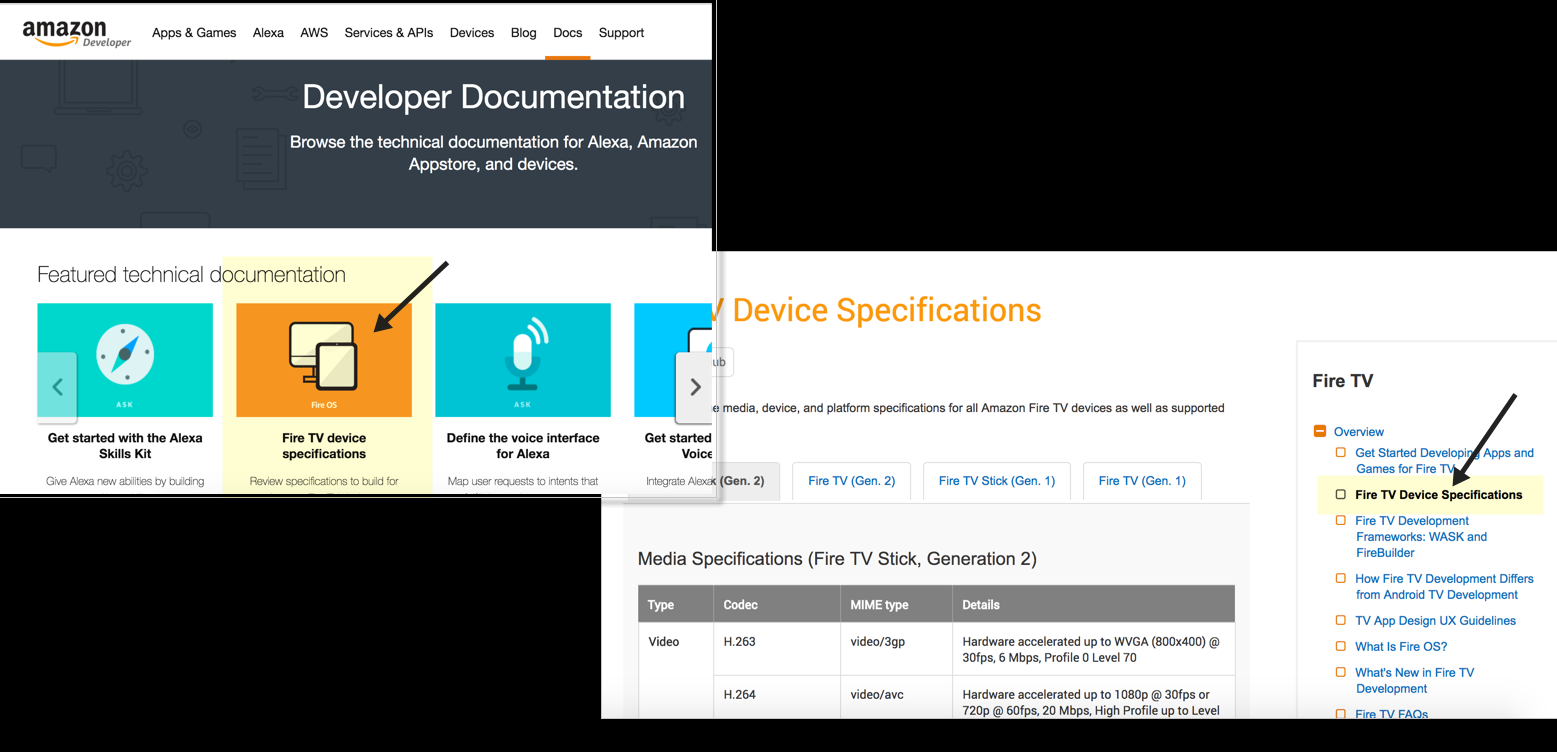 amazon
Developer
Apps & Games Alexa AWS Services & APIs Devices Blog Docs Support
Developer Documentation
Browse the technical documentation for Alexa, Amazon
Appstore, and devices.
Featured technical documentation
ASK
Fire OS
ASK
Get started with the Alexa
Skills Kit
Give Alexa new abilities by building
Fire TV device
specifications
Review specifications to build for
Define the voice interface
for Alexa
Map user requests to intents that
Get started
Voice
Integrate Alexa
V Device Specifications
ub
e media, device, and platform specifications for all Amazon Fire TV devices as well as supported
k (Gen. 2) Fire TV (Gen. 2) Fire TV Stick (Gen. 1) Fire TV (Gen. 1)
Media Specifications (Fire TV Stick, Generation 2)
Type Codec MIME type Details
Video H.263 video/3gp Hardware accelerated up to WVGA (800x400) @
30fps, 6 Mbps, Profile 0 Level 70
H.264 video/avc Hardware accelerated up to 1080p @ 30fps or
720p @ 60fps, 20 Mbps, High Profile up to Level
Fire TV
Overview
Get Started Developing Apps and
Games for Fire TV
Fire TV Device Specifications
Fire TV Development
Frameworks: WASK and
FireBuilder
How Fire TV Development Differs
from Android TV Development
TV App Design UX Guidelines
What Is Fire OS?
What's New in Fire TV
Development
Fire TV FAQs